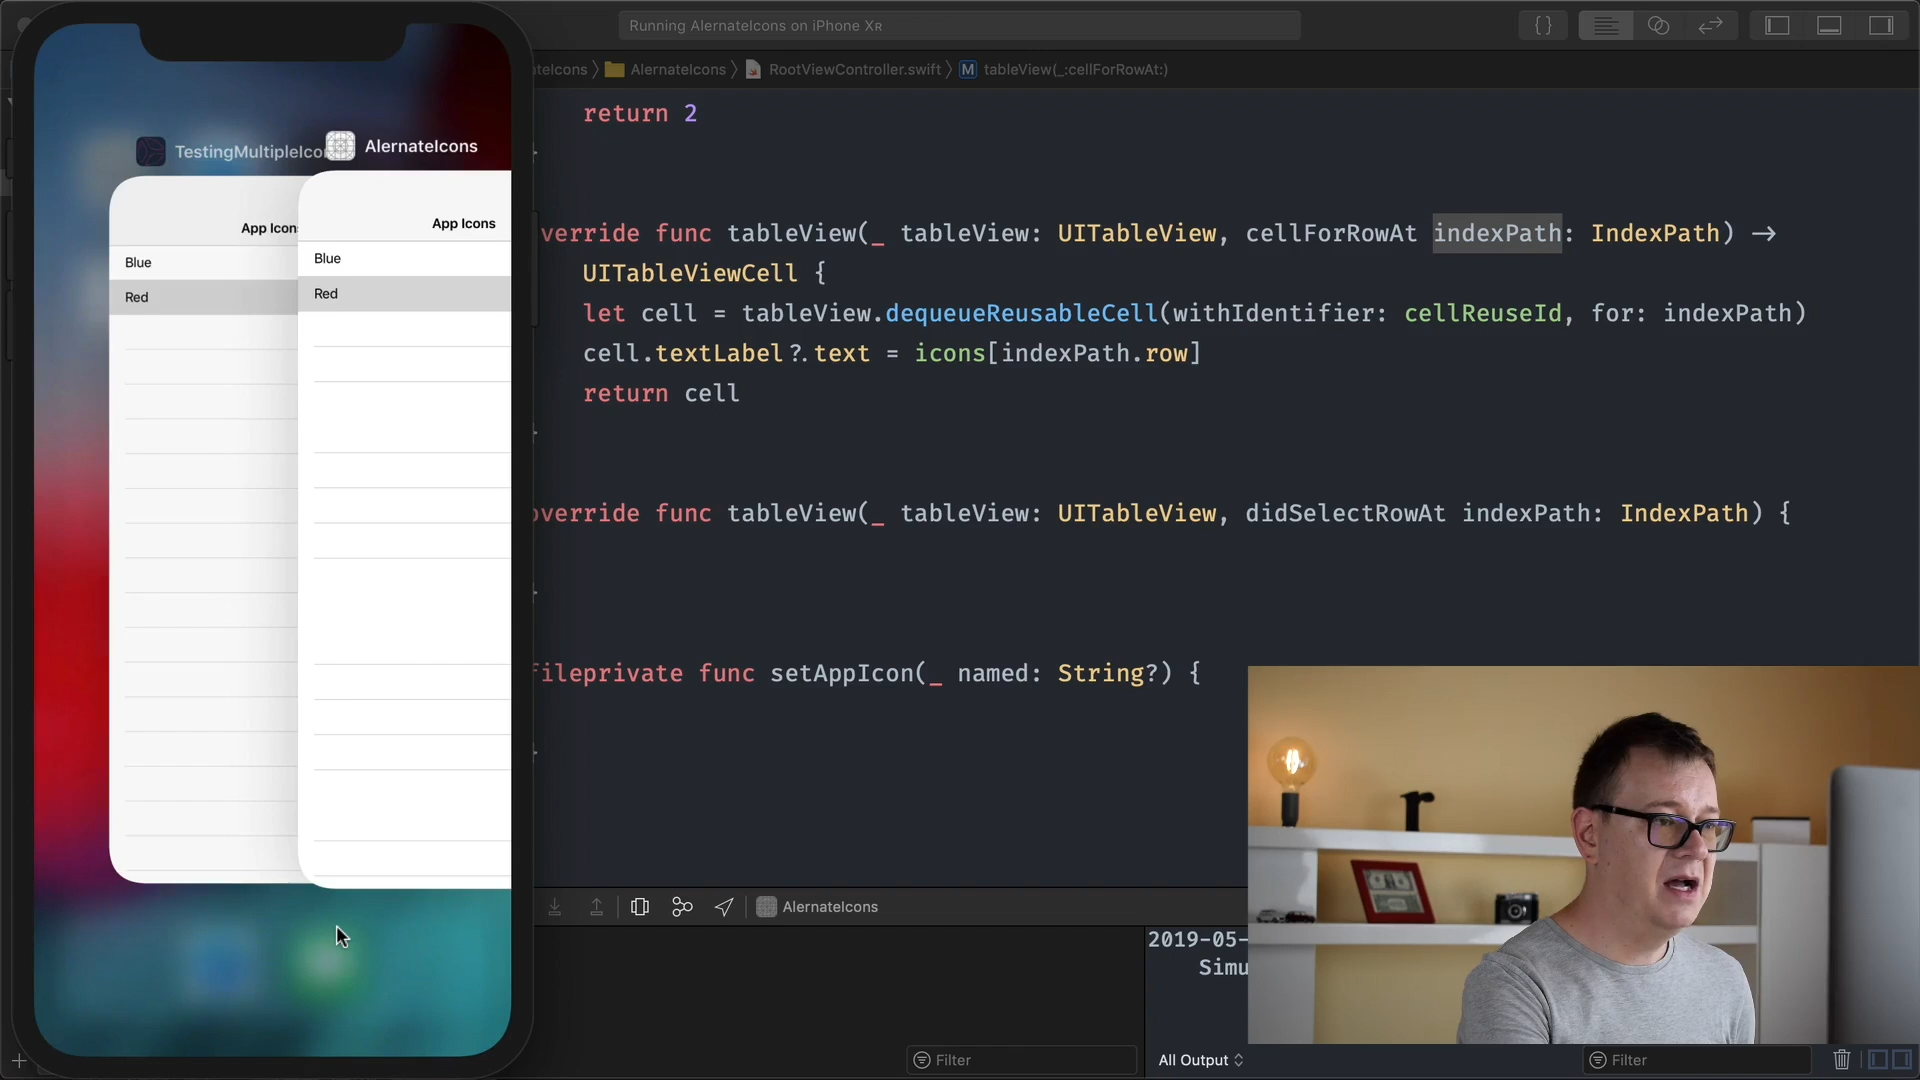 Running AlernateIcons on iPhone XR
AlernateIcons
RootViewController.swift
M
tableView(_:cellForRowAt:)
return 2
TestingMultipleIco
AlernateIcons
App Icons
App Icons
Blue
Red
Blue
Red
verride func tableView(_ tableView: UITableView, cellForRowAt indexPath: IndexPath) →
UITableViewCell {
let cell = tableView.dequeueReusableCell(withIdentifier: cellReuseId, for: indexPath)
cell.textLabel?.text = icons[indexPath.row]
return cell
}
override func tableView(_ tableView: UITableView, didSelectRowAt indexPath: IndexPath) {
}
fileprivate func setAppIcon(_ named: String?) {
}
AlernateIcons
2019-05-
Simu
Filter
All Output
Filter